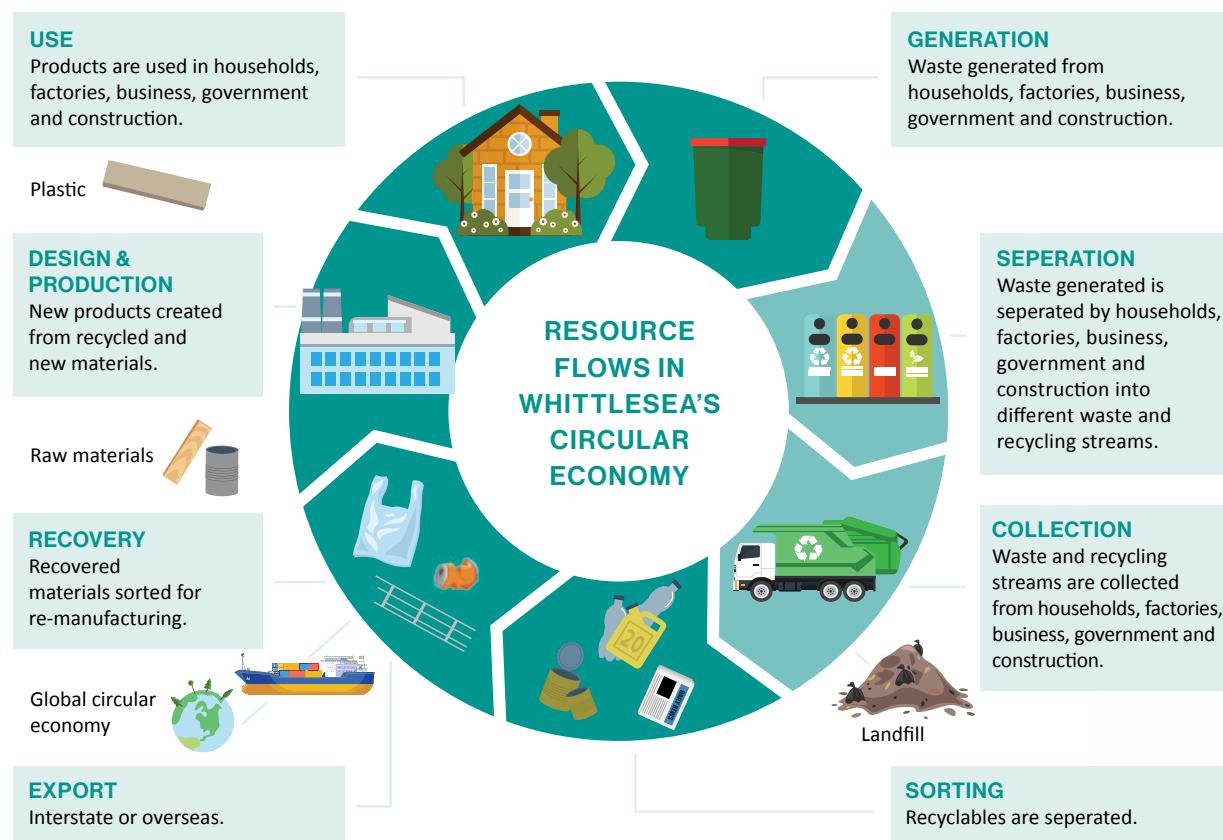 USE
Products are used in households,
factories, business, government
and construction.
GENERATION
Waste generated from
households, factories, business,
government and construction.
Plastic
DESIGN &
PRODUCTION
New products created
from recycled and
new materials.
SEPERATION
Waste generated is
seperated by households,
factories, business,
government and
construction into
different waste and
recycling streams.
RESOURCE
FLOWS IN
WHITTLESEA’S
CIRCULAR
ECONOMY
Raw materials
RECOVERY
Recovered
materials sorted for
re-manufacturing.
COLLECTION
Waste and recycling
streams are collected
from households, factories,
business, government and
construction.
20
DAILY NEWS
Global circular
economy
Landfill
EXPORT
Interstate or overseas.
SORTING
Recyclables are seperated.